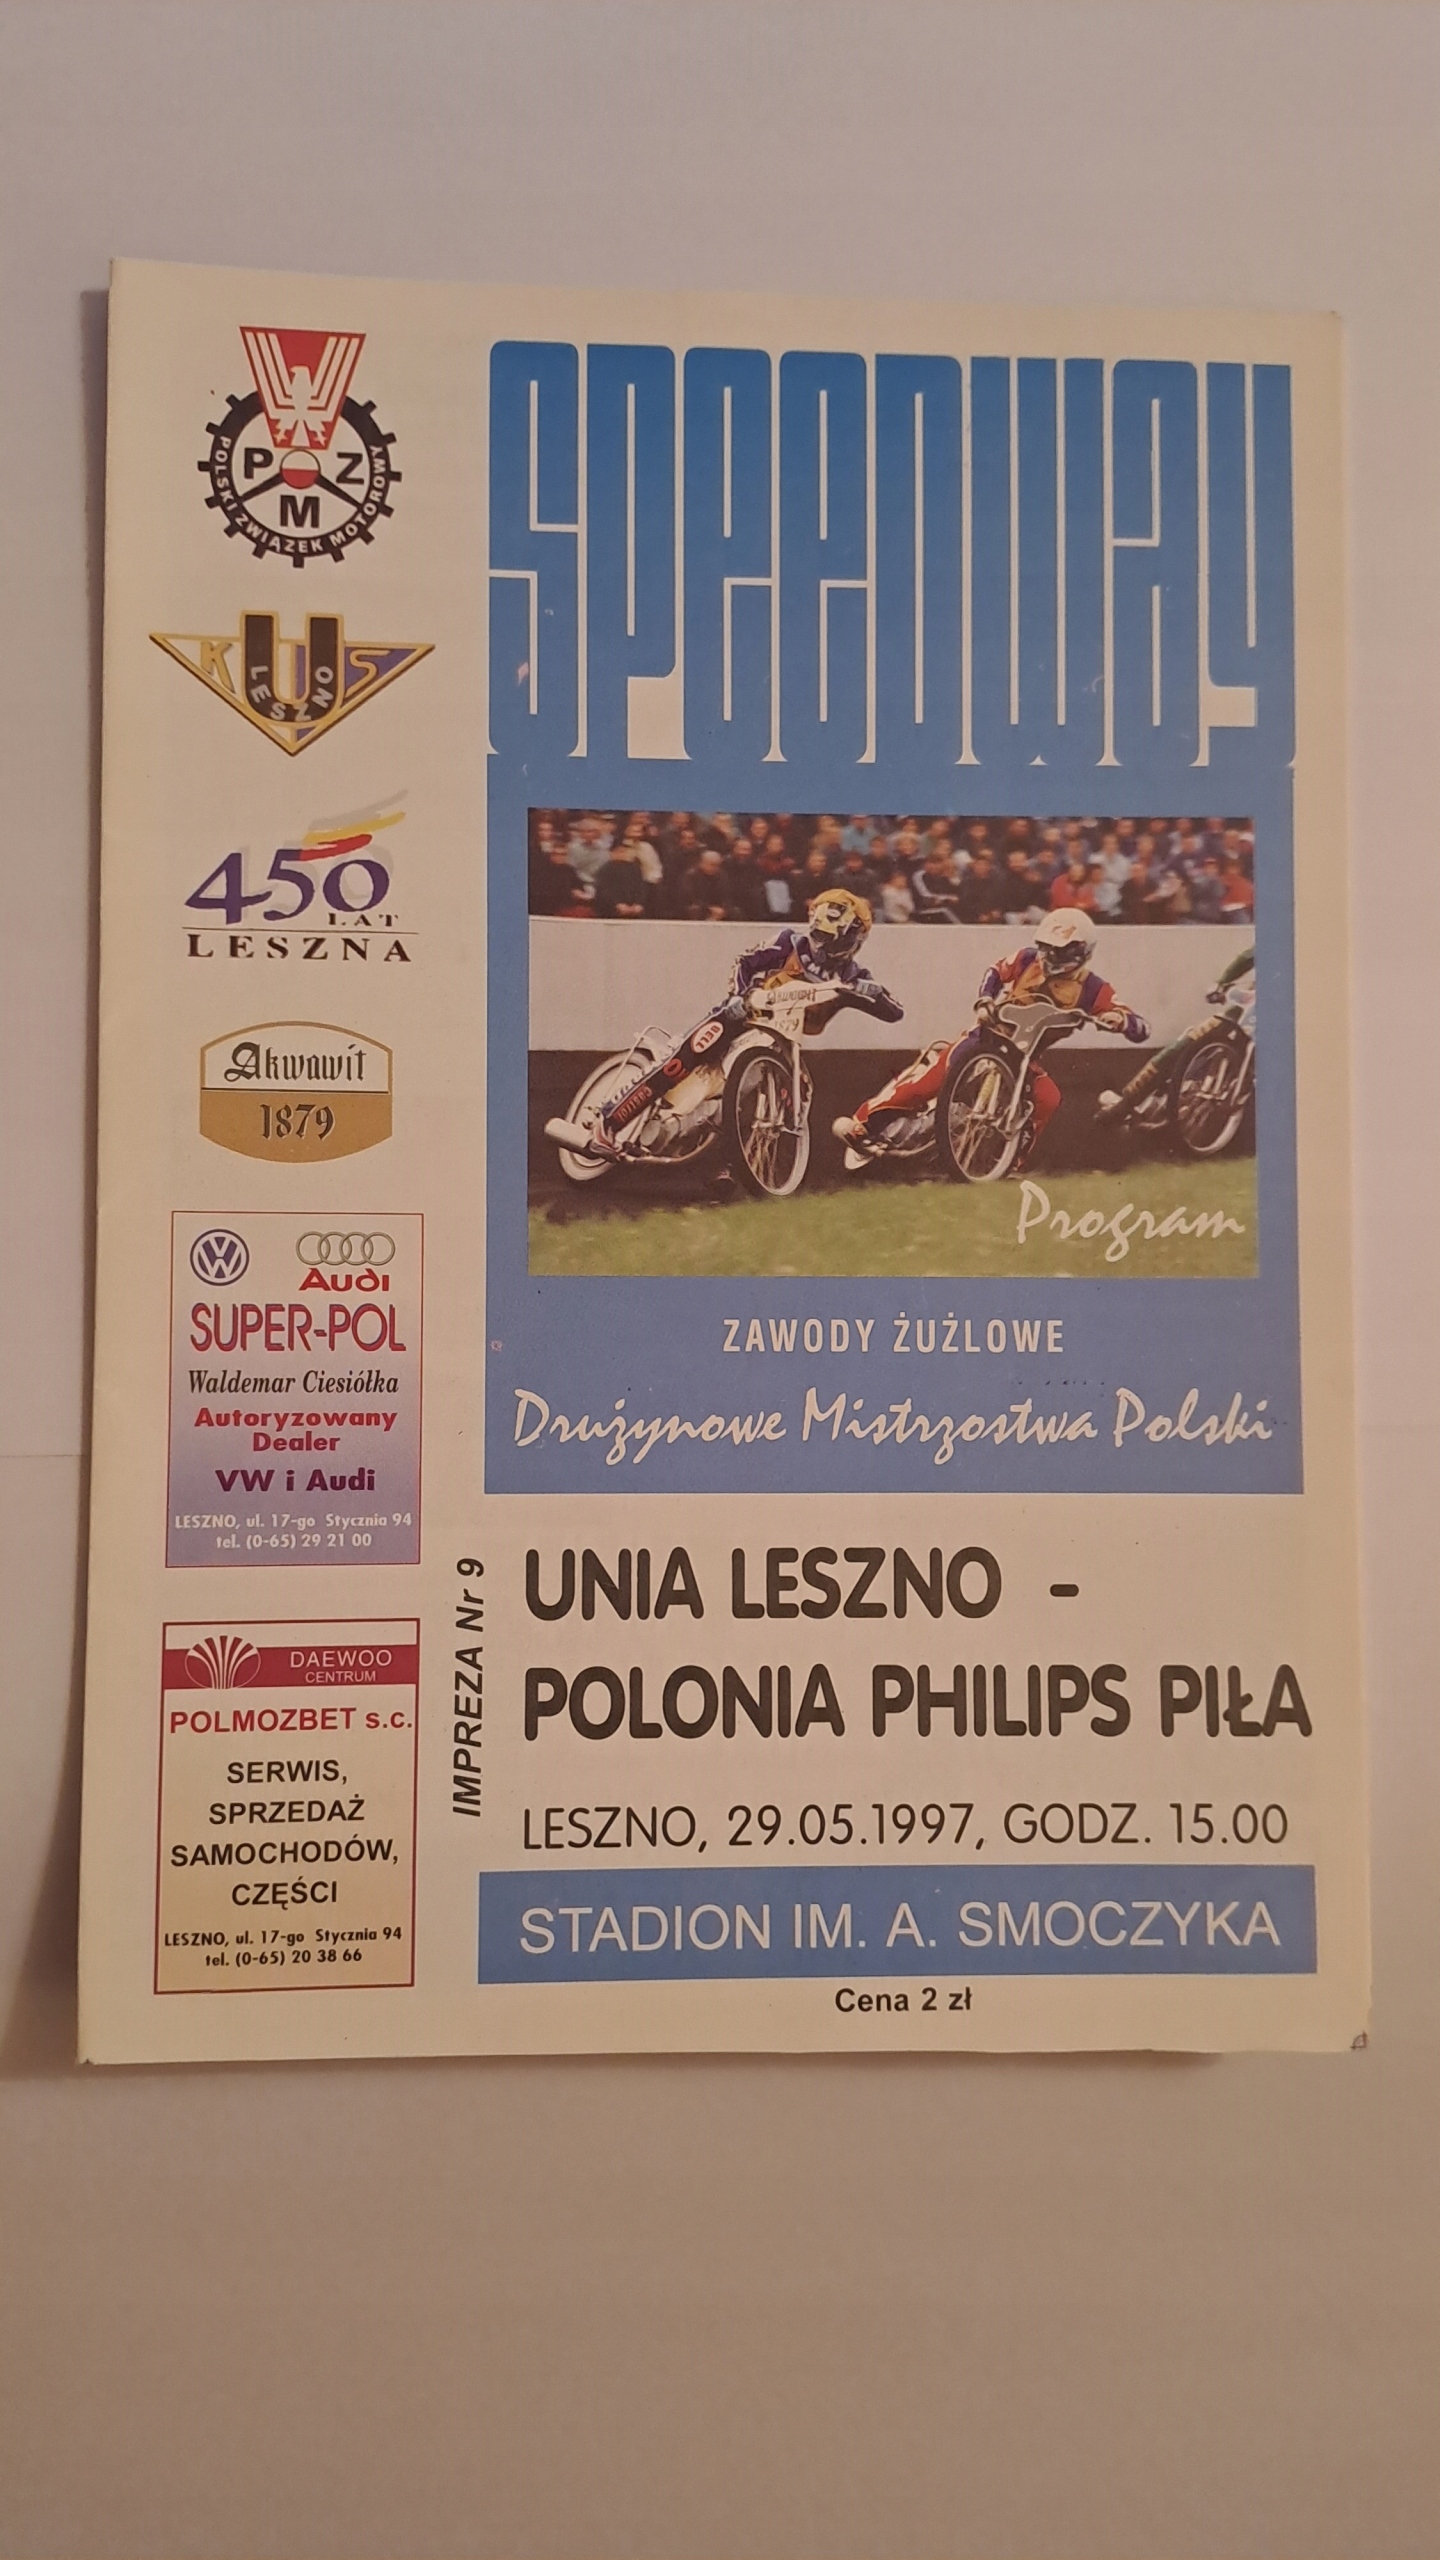 POLSKI ZWIĄZEK MOTOROWY
P Z
M
K U S
LESZNO
450
LAT
LESZNA
Akwawit
1879
Audi
SUPER-POL
Waldemar Ciesiółka
Autoryzowany
Dealer
VW i Audi
LESZNO, ul. 17-go Stycznia 94
tel. (0-65) 29 21 00
DAEWOO
CENTRUM
POLMOZBET s.c.
SERWIS,
SPRZEDAŻ
SAMOCHODÓW,
CZĘŚCI
LESZNO, ul. 17-go Stycznia 94
tel. (0-65) 20 38 66
speedway
Akwawit
1879
BELL
Castrol
Program
ZAWODY ŻUŻLOWE
Drużynowe Mistrzostwa Polski
IMPREZA Nr 9
UNIA LESZNO -
POLONIA PHILIPS PIŁA
LESZNO, 29.05.1997, GODZ. 15.00
STADION IM. A. SMOCZYKA
Cena 2 zł